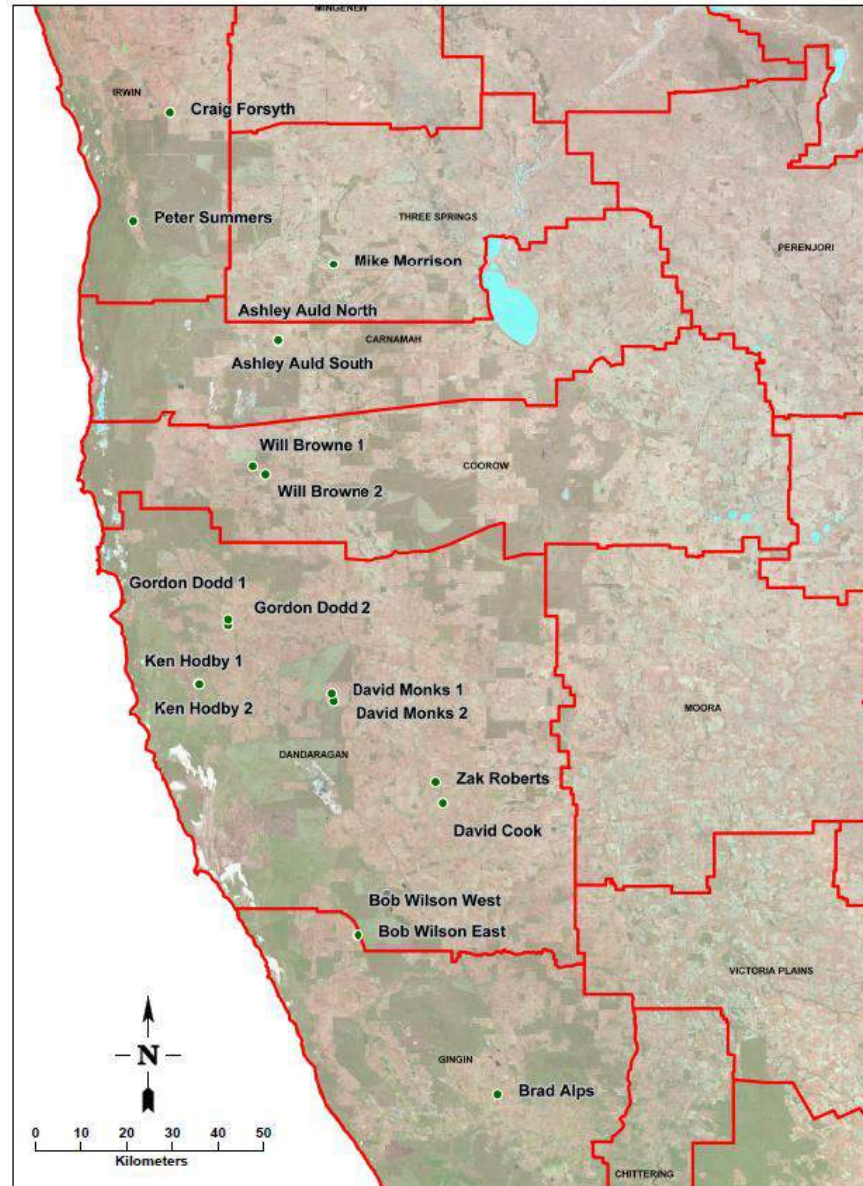 MINGENEW
IRWIN
Craig Forsyth
Peter Summers
THREE SPRINGS
PERENJORI
Mike Morrison
Ashley Auld North
CARNAMAH
Ashley Auld South
Will Browne 1
COOROW
Will Browne 2
Gordon Dodd 1
Gordon Dodd 2
Ken Hodby 1
David Monks 1
Ken Hodby 2
David Monks 2
MOORA
DANDARAGAN
Zak Roberts
David Cook
Bob Wilson West
Bob Wilson East
VICTORIA PLAINS
N
GINGIN
Brad Alps
0 10 20 30 40 50
Kilometers
CHITTERING